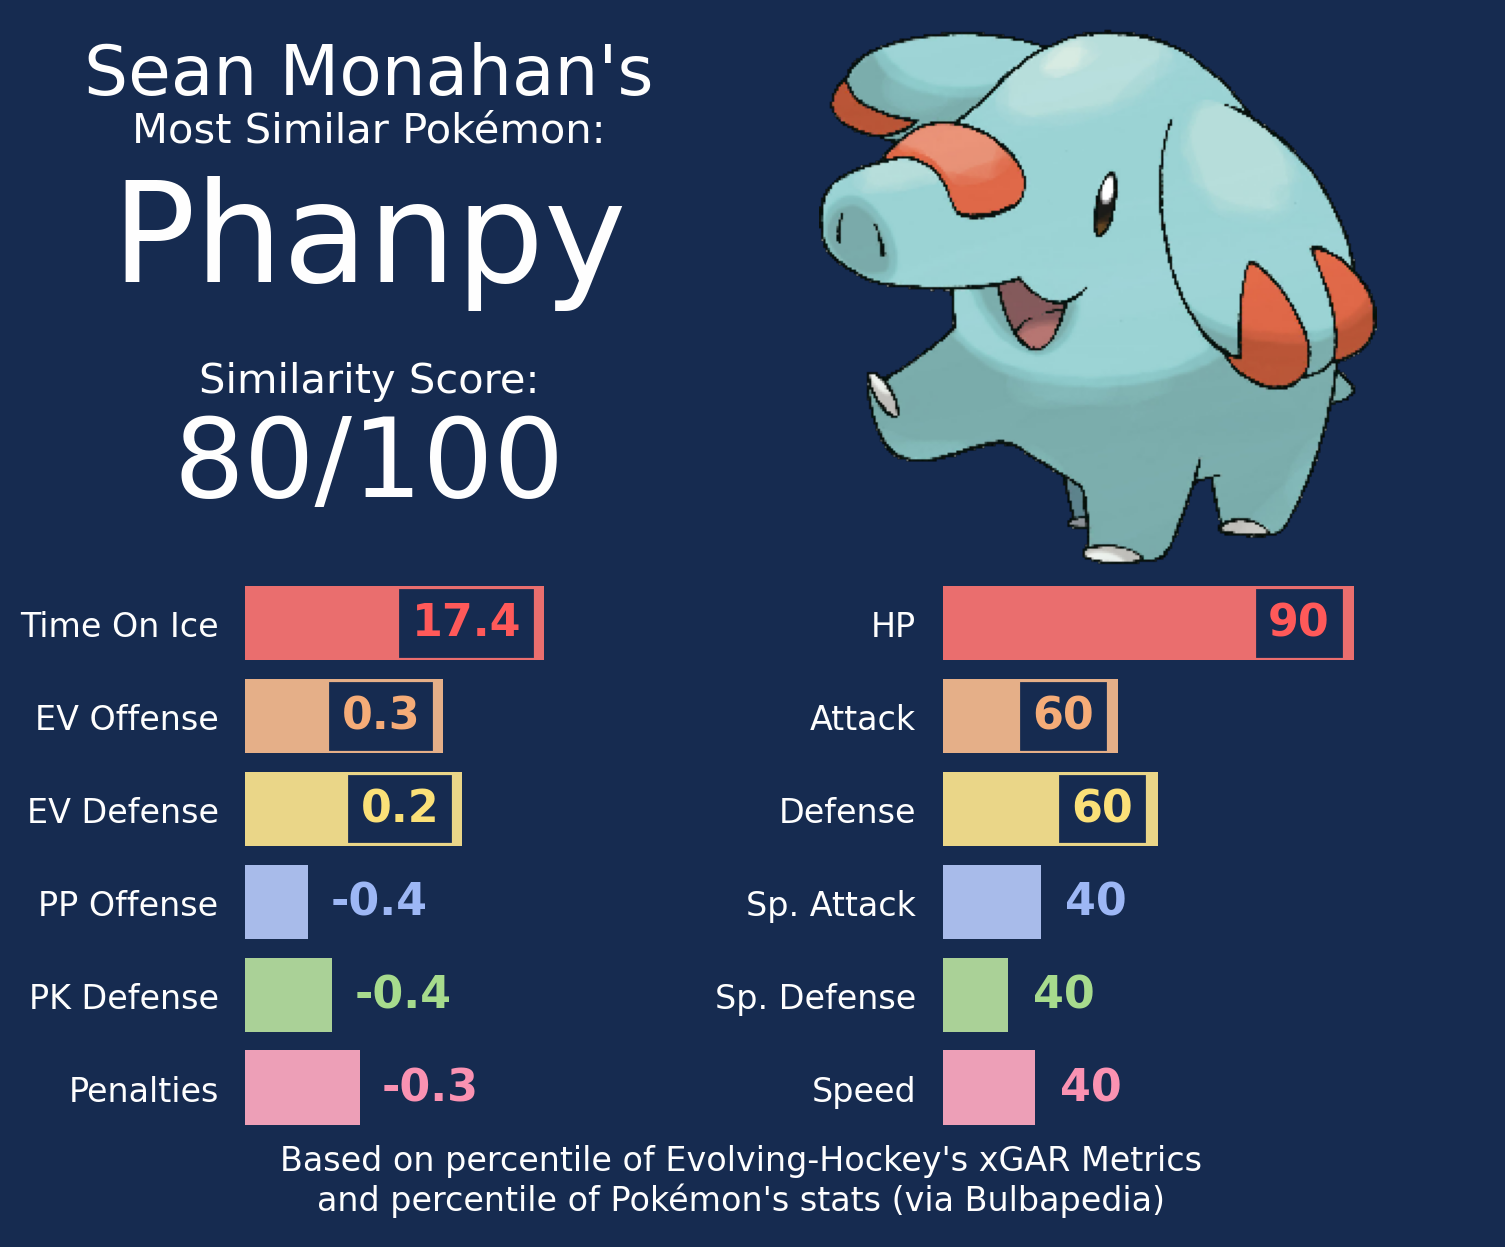 Sean Monahan's
Most Similar Pokémon:
Phanpy
Similarity Score:
80/100
Time On Ice 17.4
EV Offense 0.3
EV Defense 0.2
PP Offense -0.4
PK Defense -0.4
Penalties -0.3
HP 90
Attack 60
Defense 60
Sp. Attack 40
Sp. Defense 40
Speed 40
Based on percentile of Evolving-Hockey's xGAR Metrics
and percentile of Pokémon's stats (via Bulbapedia)